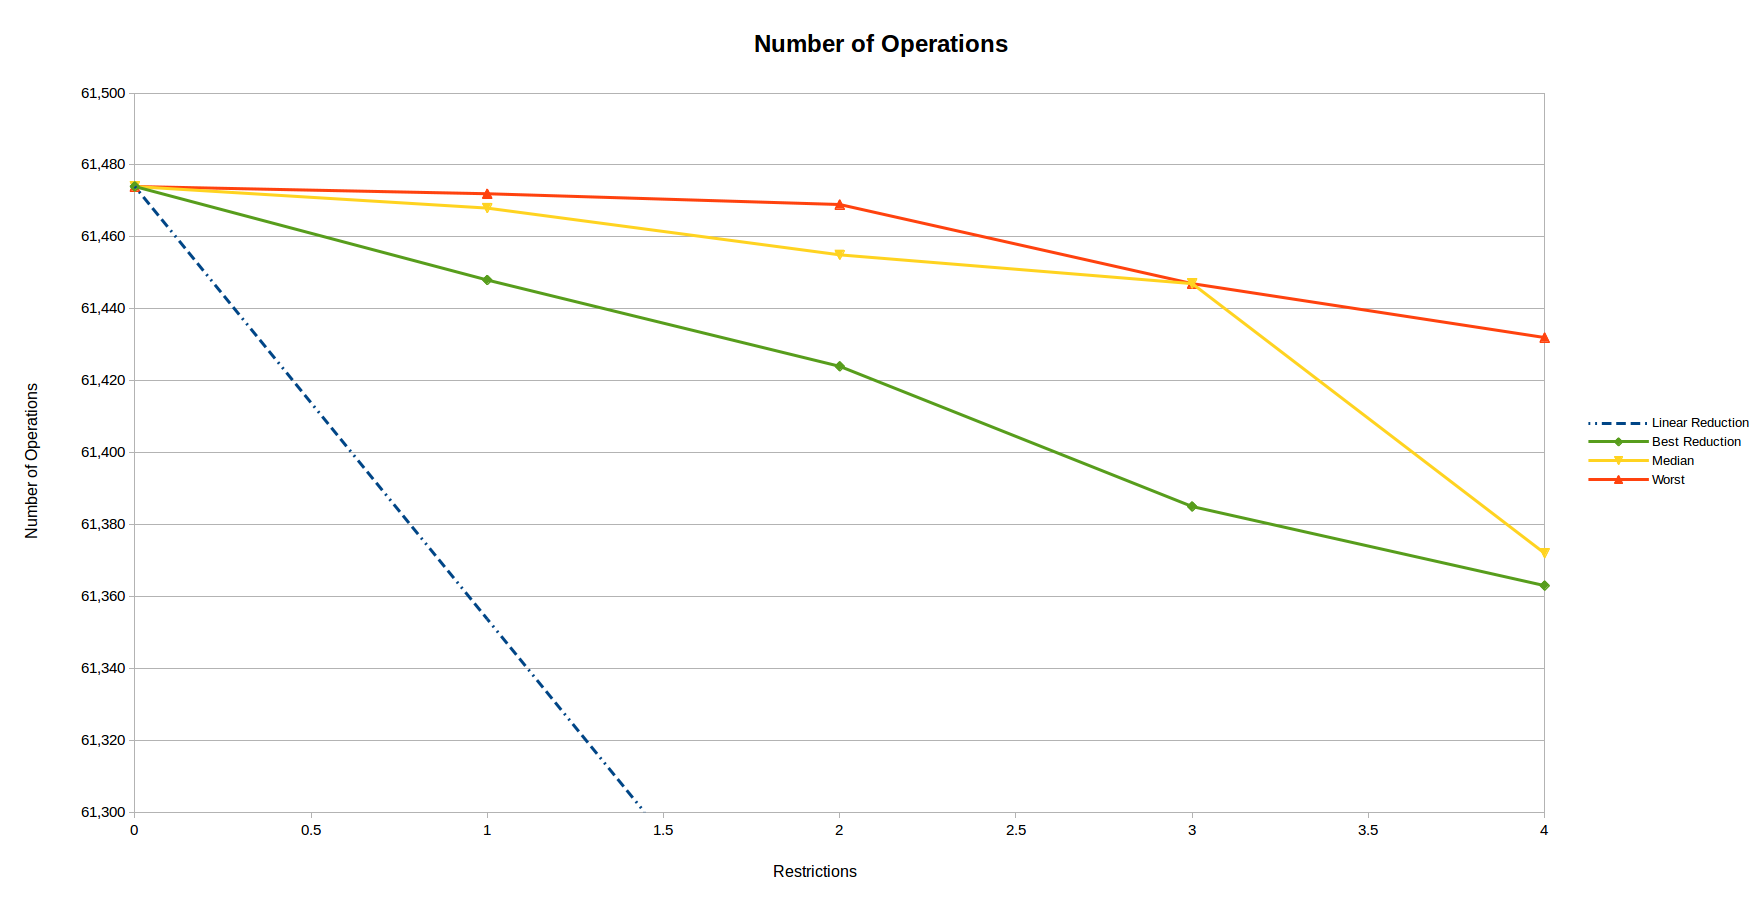 Number of Operations
61,500
61,480
61,460
61,440
61,420
61,400
61,380
61,360
61,340
61,320
61,300
Number of Operations
0 0.5 1 1.5 2 2.5 3 3.5 4
Restrictions
Linear Reduction
Best Reduction
Median
Worst